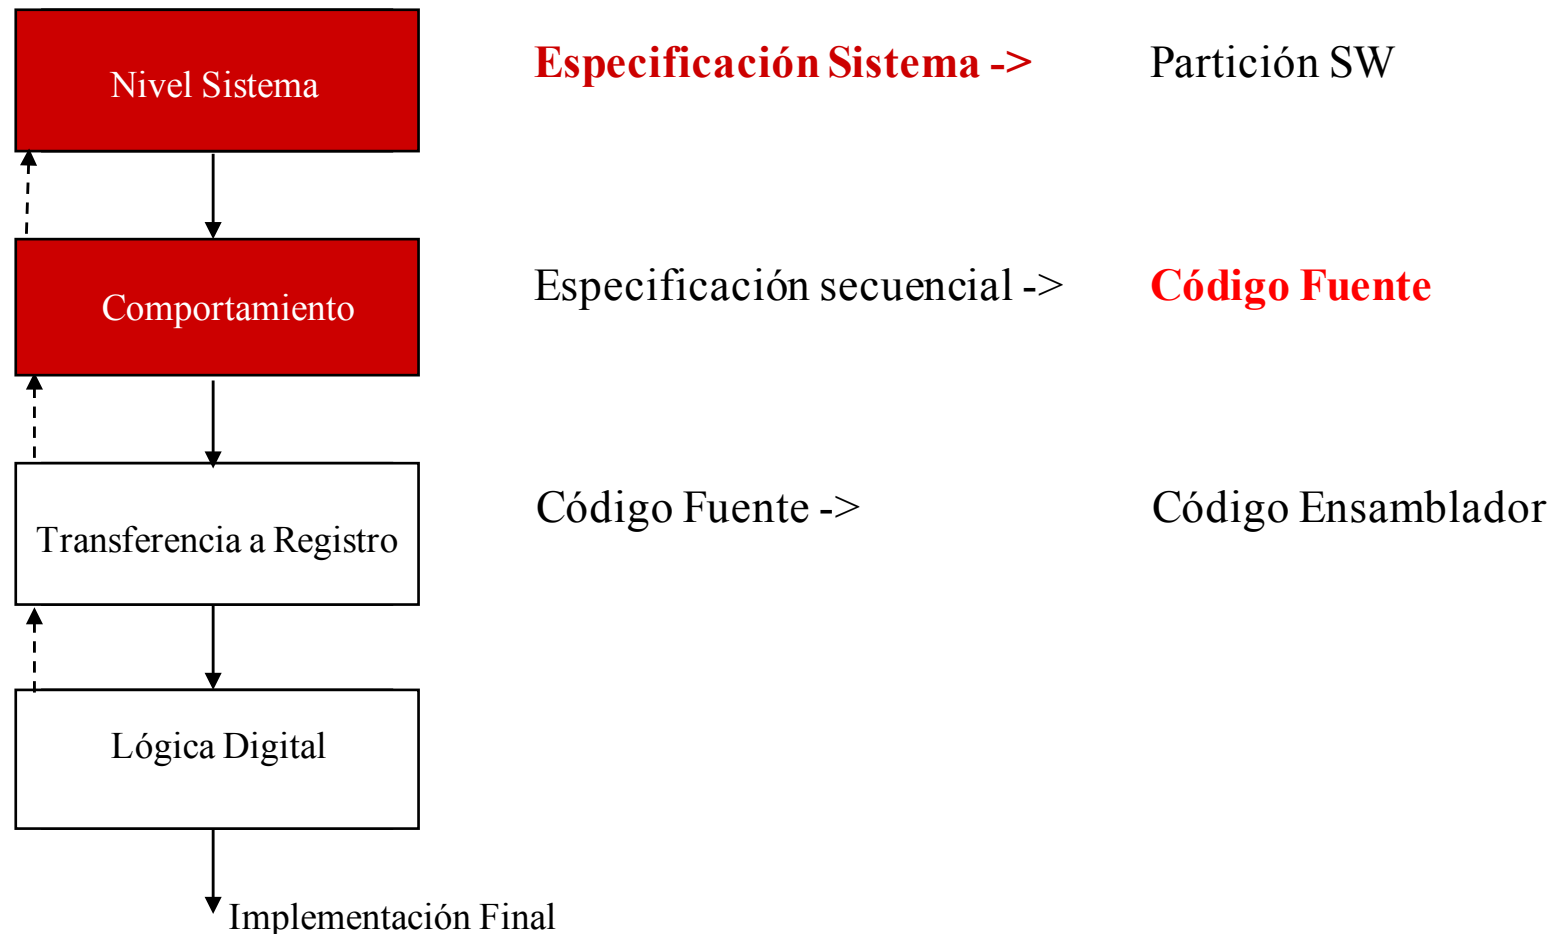 Nivel Sistema
Especificación Sistema ->
Partición SW
Comportamiento
Especificación secuencial ->
Código Fuente
Transferencia a Registro
Código Fuente ->
Código Ensamblador
Lógica Digital
Implementación Final